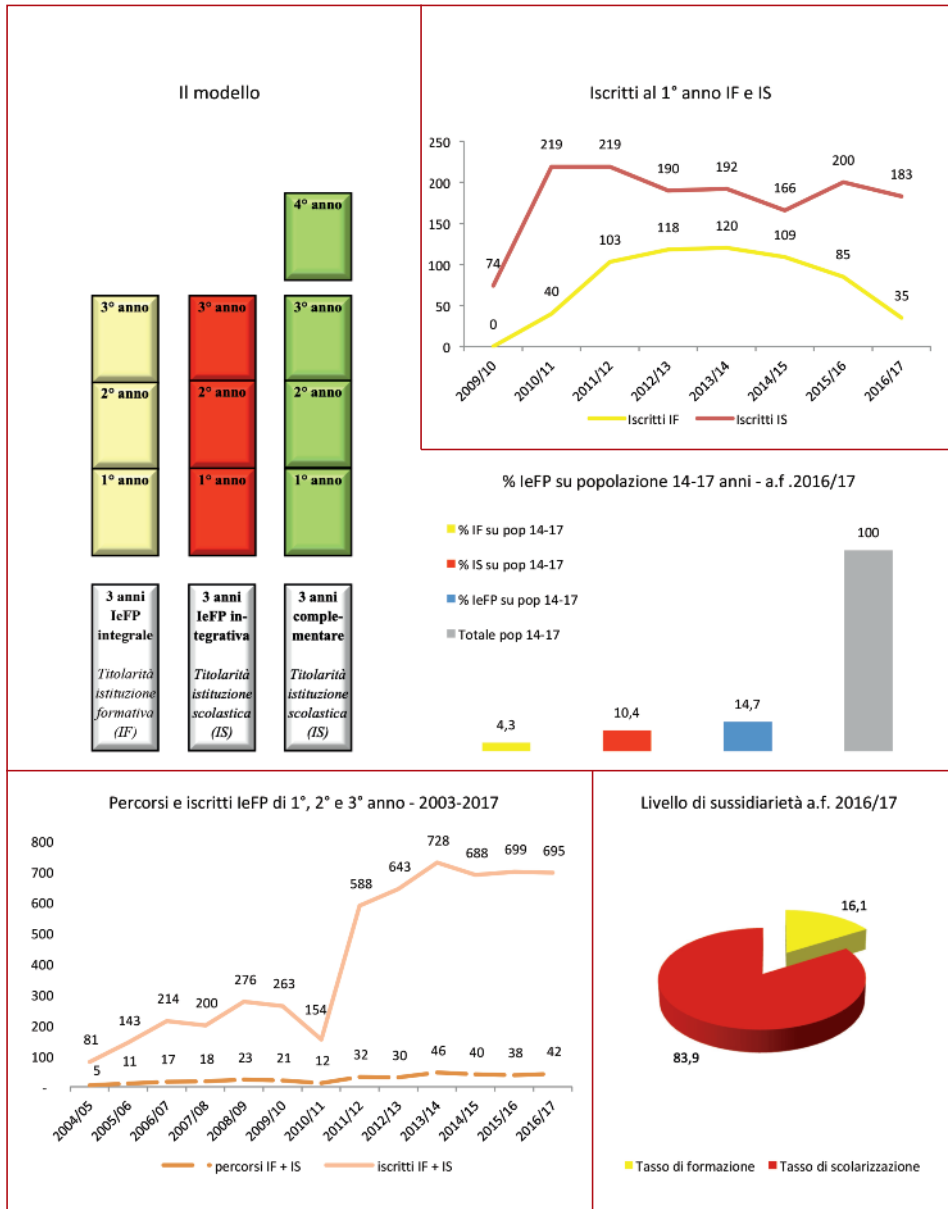 Il modello
4° anno
3° anno
3° anno
3° anno
2° anno
2° anno
2° anno
1° anno
1° anno
1° anno
3 anni
IeFP
integrale
Titolarità
istituzione
formativa
(IF)
3 anni
IeFP in-
tegrativa
Titolarità
istituzione
scolastica
(IS)
3 anni
comple-
mentare
Titolarità
istituzione
scolastica
(IS)
Iscritti al 1° anno IF e IS
250
200
150
100
50
0
74
219
219
190
192
166
200
183
0
40
103
118
120
109
85
35
2009/10
2010/11
2011/12
2012/13
2013/14
2014/15
2015/16
2016/17
Iscritti IF
Iscritti IS
% IeFP su popolazione 14-17 anni - a.f .2016/17
% IF su pop 14-17
% IS su pop 14-17
% IeFP su pop 14-17
Totale pop 14-17
4,3
10,4
14,7
100
Percorsi e iscritti IeFP di 1°, 2° e 3° anno - 2003-2017
800
700
600
500
400
300
200
100
-
81
143
214
200
276
263
154
588
643
728
688
699
695
5
11
17
18
23
21
12
32
30
46
40
38
42
2004/05
2005/06
2006/07
2007/08
2008/09
2009/10
2010/11
2011/12
2012/13
2013/14
2014/15
2015/16
2016/17
percorsi IF + IS
iscritti IF + IS
Livello di sussidiarietà a.f. 2016/17
16,1
83,9
Tasso di formazione
Tasso di scolarizzazione